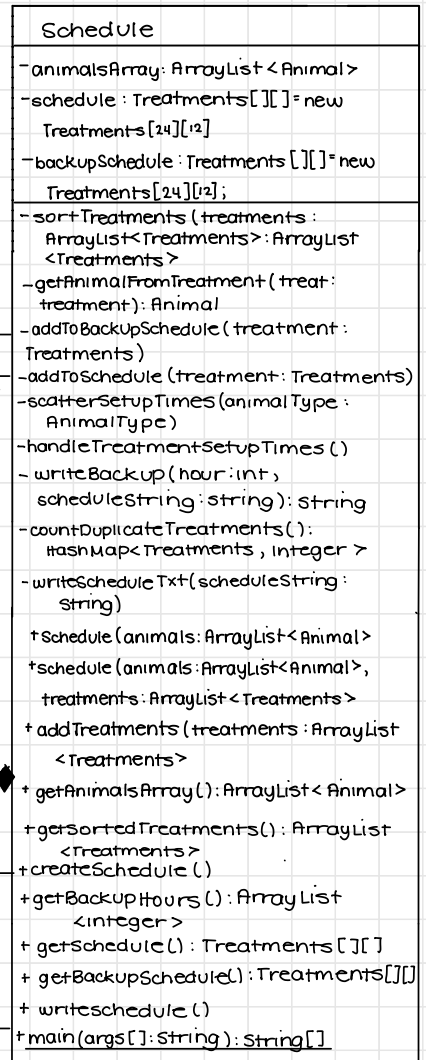 Schedule
-animalsArray: ArrayList<Animal>
-schedule: Treatments[][]=new
Treatments[24][12]
-backupSchedule: Treatments[][]=new
Treatments[24][12];
-sortTreatments(treatments:
ArrayList<Treatments>: ArrayList
<Treatments>
-getAnimalFromTreatment(treat:
treatment): Animal
-addToBackupSchedule(treatment:
Treatments)
-addToSchedule(treatment: Treatments)
-scatterSetupTimes(animalType:
AnimalType)
-handleTreatmentSetupTimes()
-writeBackup(hour:int,
scheduleString:string): String
-countDuplicateTreatments():
HashMap<Treatments, Integer>
-writeScheduleTxt(scheduleString:
String)
+Schedule(animals: ArrayList<Animal>
+schedule(animals: ArrayList<Animal>,
treatments: ArrayList<Treatments>
+addTreatments(treatments: ArrayList
<Treatments>
+getAnimalsArray(): ArrayList<Animal>
+getSortedTreatments(): ArrayList
<Treatments>
+createSchedule()
+getBackupHours(): ArrayList
<integer>
+ getSchedule(): Treatments[][]
+ getBackupSchedule(): Treatments[][]
+ writeschedule()
+main(args[]:String): String[]